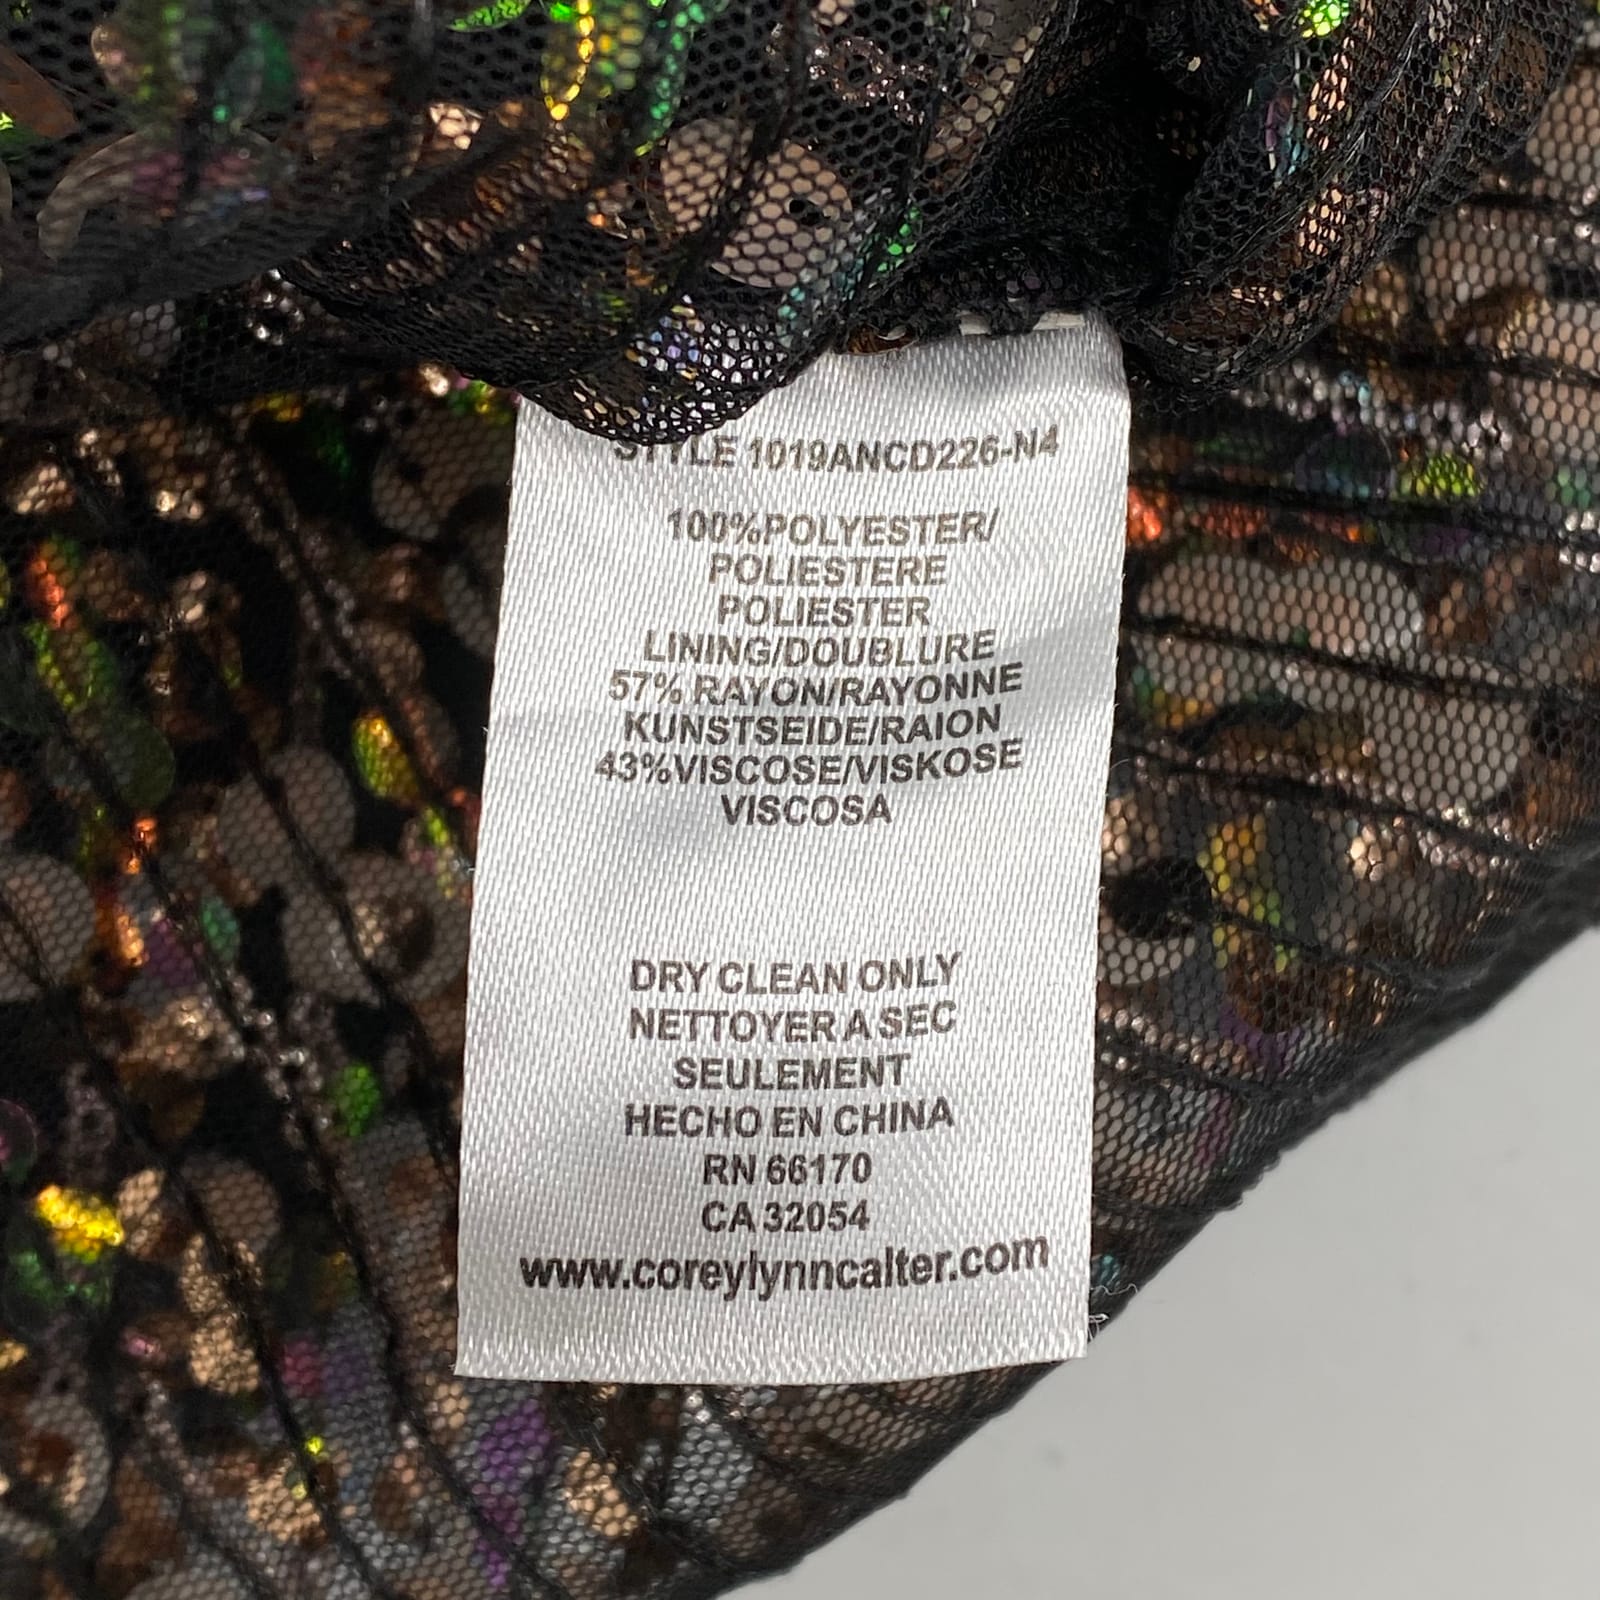 STYLE 1019ANCD226-N4
100%POLYESTER/
POLIESTERE
POLIESTER
LINING/DOUBLURE
57% RAYON/RAYONNE
KUNSTSEIDE/RAION
43%VISCOSE/VISKOSE
VISCOSA
DRY CLEAN ONLY
NETTOYER A SEC
SEULEMENT
HECHO EN CHINA
RN 66170
CA 32054
www.coreylynncalter.com